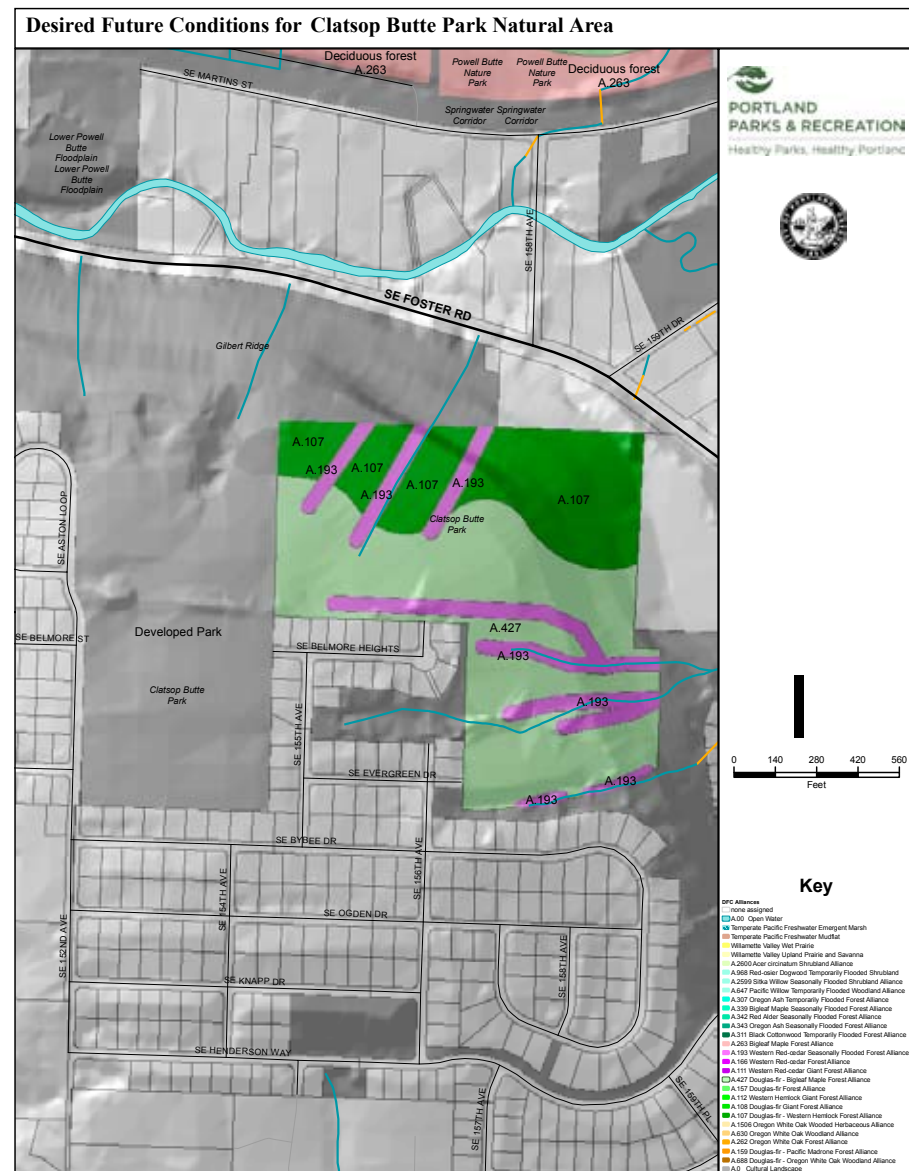 Desired Future Conditions for Clatsop Butte Park Natural Area
Deciduous forest
A.263
Powell Butte
Nature
Park
Powell Butte
Nature
Park
Deciduous forest
A.263
SE MARTINS ST
Springwater
Corridor
Springwater
Corridor
Lower Powell
Butte
Floodplain
Lower Powell
Butte
Floodplain
SE 158TH AVE
SE FOSTER RD
SE 159TH DR
Gilbert Ridge
A.107
A.193
A.107
A.193
A.107
A.193
A.107
Clatsop Butte
Park
SE ASTON LOOP
SE BELMORE ST
Developed Park
Clatsop Butte
Park
A.427
SE BELMORE HEIGHTS
A.193
A.193
SE 155TH AVE
SE EVERGREEN DR
A.193
A.193
SE BYBEE DR
SE 156TH AVE
SE 154TH AVE
SE OGDEN DR
SE 152ND AVE
SE 158TH AVE
SE KNAPP DR
SE HENDERSON WAY
SE 157TH AVE
SE 159TH PL
PORTLAND
PARKS & RECREATION
Healthy Parks, Healthy Portland
0 140 280 420 560
Feet
Key
DFC Alliances
none assigned
A.00 Open Water
Temperate Pacific Freshwater Emergent Marsh
Temperate Pacific Freshwater Mudflat
Willamette Valley Wet Prairie
Willamette Valley Upland Prairie and Savanna
A.2600 Acer circinatum Shrubland Alliance
A.968 Red-osier Dogwood Temporarily Flooded Shrubland
A.2599 Sitka Willow Seasonally Flooded Shrubland Alliance
A.647 Pacific Willow Temporarily Flooded Woodland Alliance
A.307 Oregon Ash Temporarily Flooded Forest Alliance
A.339 Bigleaf Maple Seasonally Flooded Forest Alliance
A.342 Red Alder Seasonally Flooded Forest Alliance
A.343 Oregon Ash Seasonally Flooded Forest Alliance
A.311 Black Cottonwood Temporarily Flooded Forest Alliance
A.263 Bigleaf Maple Forest Alliance
A.193 Western Red-cedar Seasonally Flooded Forest Alliance
A.166 Western Red-cedar Forest Alliance
A.111 Western Red-cedar Giant Forest Alliance
A.427 Douglas-fir - Bigleaf Maple Forest Alliance
A.157 Douglas-fir Forest Alliance
A.112 Western Hemlock Giant Forest Alliance
A.108 Douglas-fir Giant Forest Alliance
A.107 Douglas-fir - Western Hemlock Forest Alliance
A.1506 Oregon White Oak Wooded Herbaceous Alliance
A.630 Oregon White Oak Woodland Alliance
A.262 Oregon White Oak Forest Alliance
A.159 Douglas-fir - Pacific Madrone Forest Alliance
A.688 Douglas-fir - Oregon White Oak Woodland Alliance
A.0 Cultural Landscape